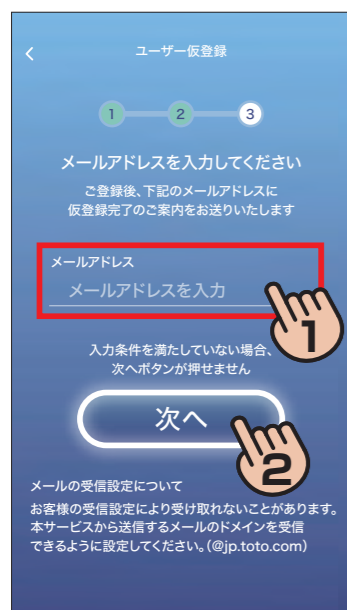 ユーザー仮登録
1 2 3
メールアドレスを入力してください
ご登録後、下記のメールアドレスに
仮登録完了のご案内をお送りいたします
メールアドレス
メールアドレスを入力
1
入力条件を満たしていない場合、
次へボタンが押せません
次へ
2
メールの受信設定について
お客様の受信設定により受け取れないことがあります。
本サービスから送信するメールのドメインを受信
できるように設定してください。(@jp.toto.com)